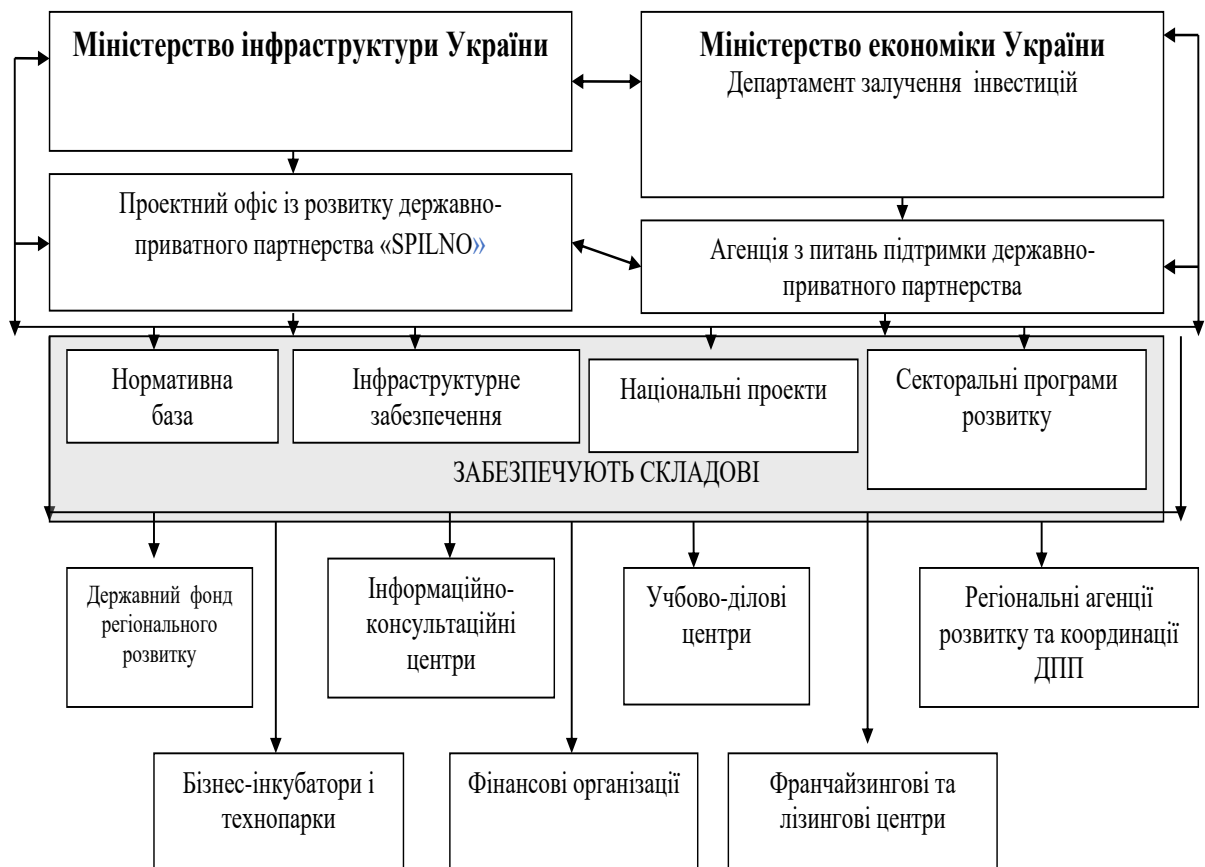 Міністерство інфраструктури України
Міністерство економіки України
Департамент залучення інвестицій
Проектний офіс із розвитку державно-
приватного партнерства «SPILNO»
Агенція з питань підтримки державно-
приватного партнерства
Нормативна
база
Інфраструктурне
забезпечення
Національні проекти
Секторальні програми
розвитку
ЗАБЕЗПЕЧУЮТЬ СКЛАДОВІ
Державний фонд
регіонального
розвитку
Інформаційно-
консультаційні
центри
Учбово-ділові
центри
Регіональні агенції
розвитку та координації
ДПП
Бізнес-інкубатори і
технопарки
Фінансові організації
Франчайзингові та
лізингові центри